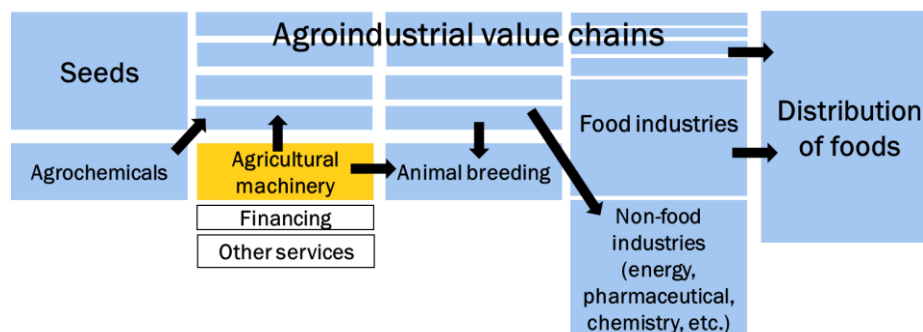 Agroindustrial value chains
Seeds
Agrochemicals
Agricultural
machinery
Financing
Other services
Animal breeding
Food industries
Non-food
industries
(energy,
pharmaceutical,
chemistry, etc.)
Distribution
of foods